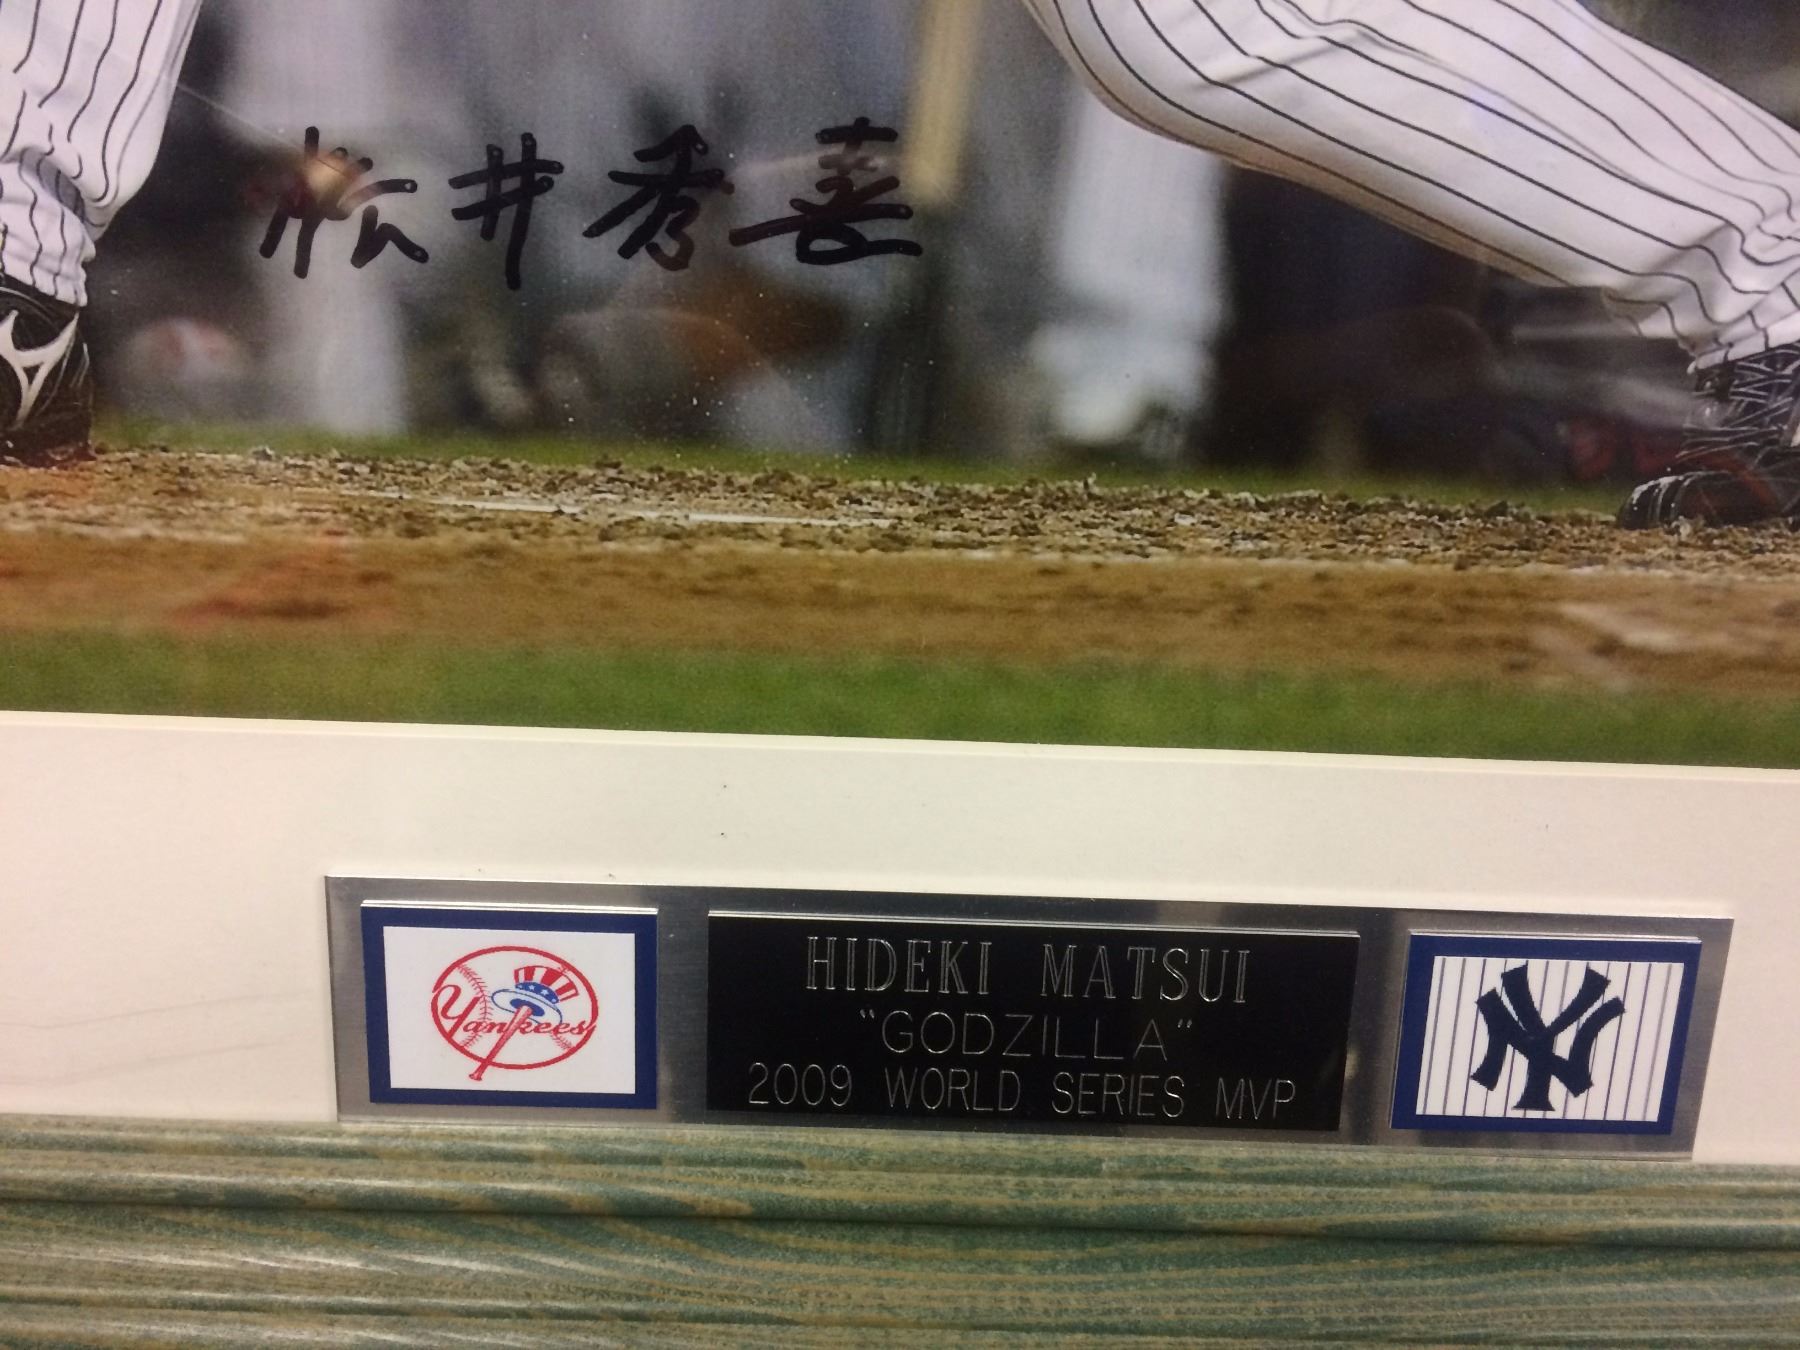 松井秀喜
Yankees
HIDEKI MATSUI
"GODZILLA"
2009 WORLD SERIES MVP
NY